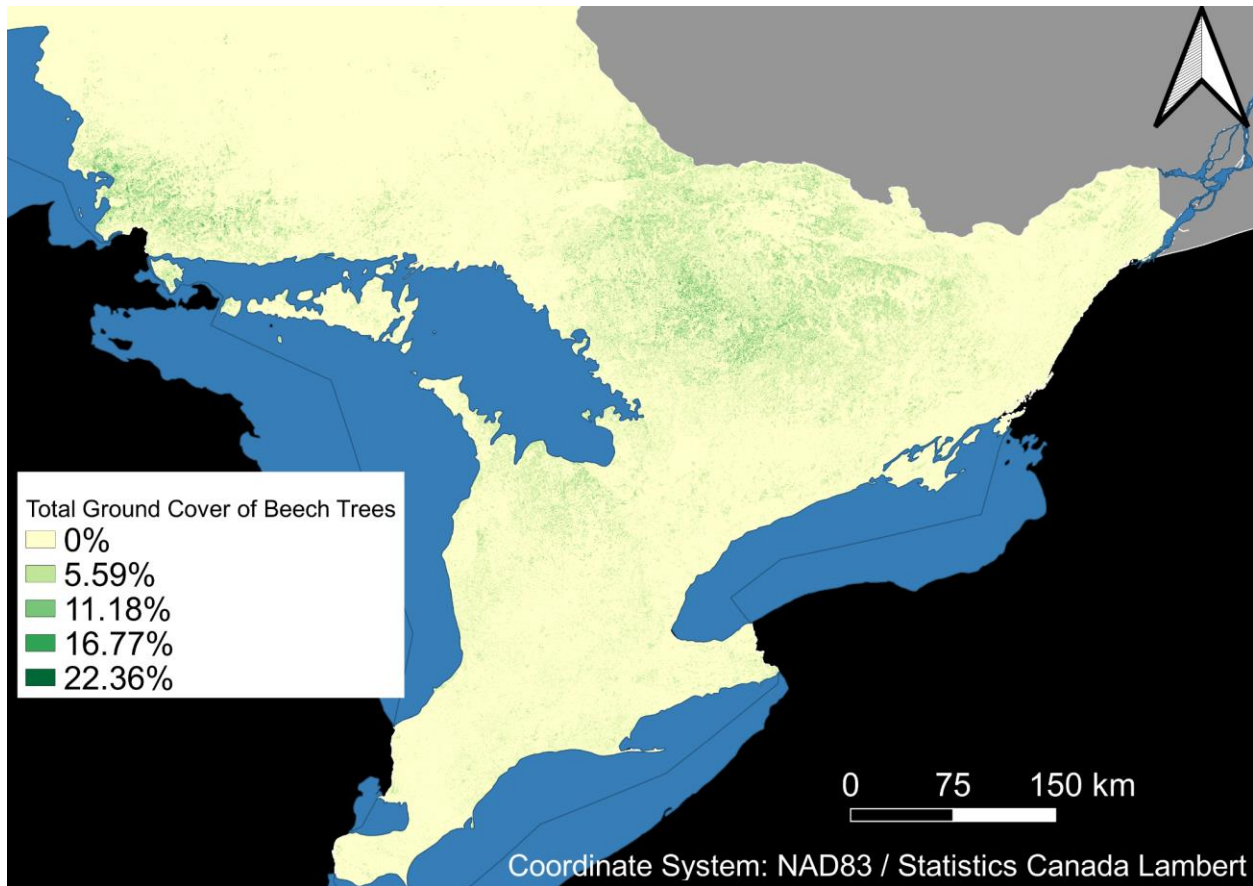 Total Ground Cover of Beech Trees
0%
5.59%
11.18%
16.77%
22.36%
0 75 150 km
Coordinate System: NAD83 / Statistics Canada Lambert